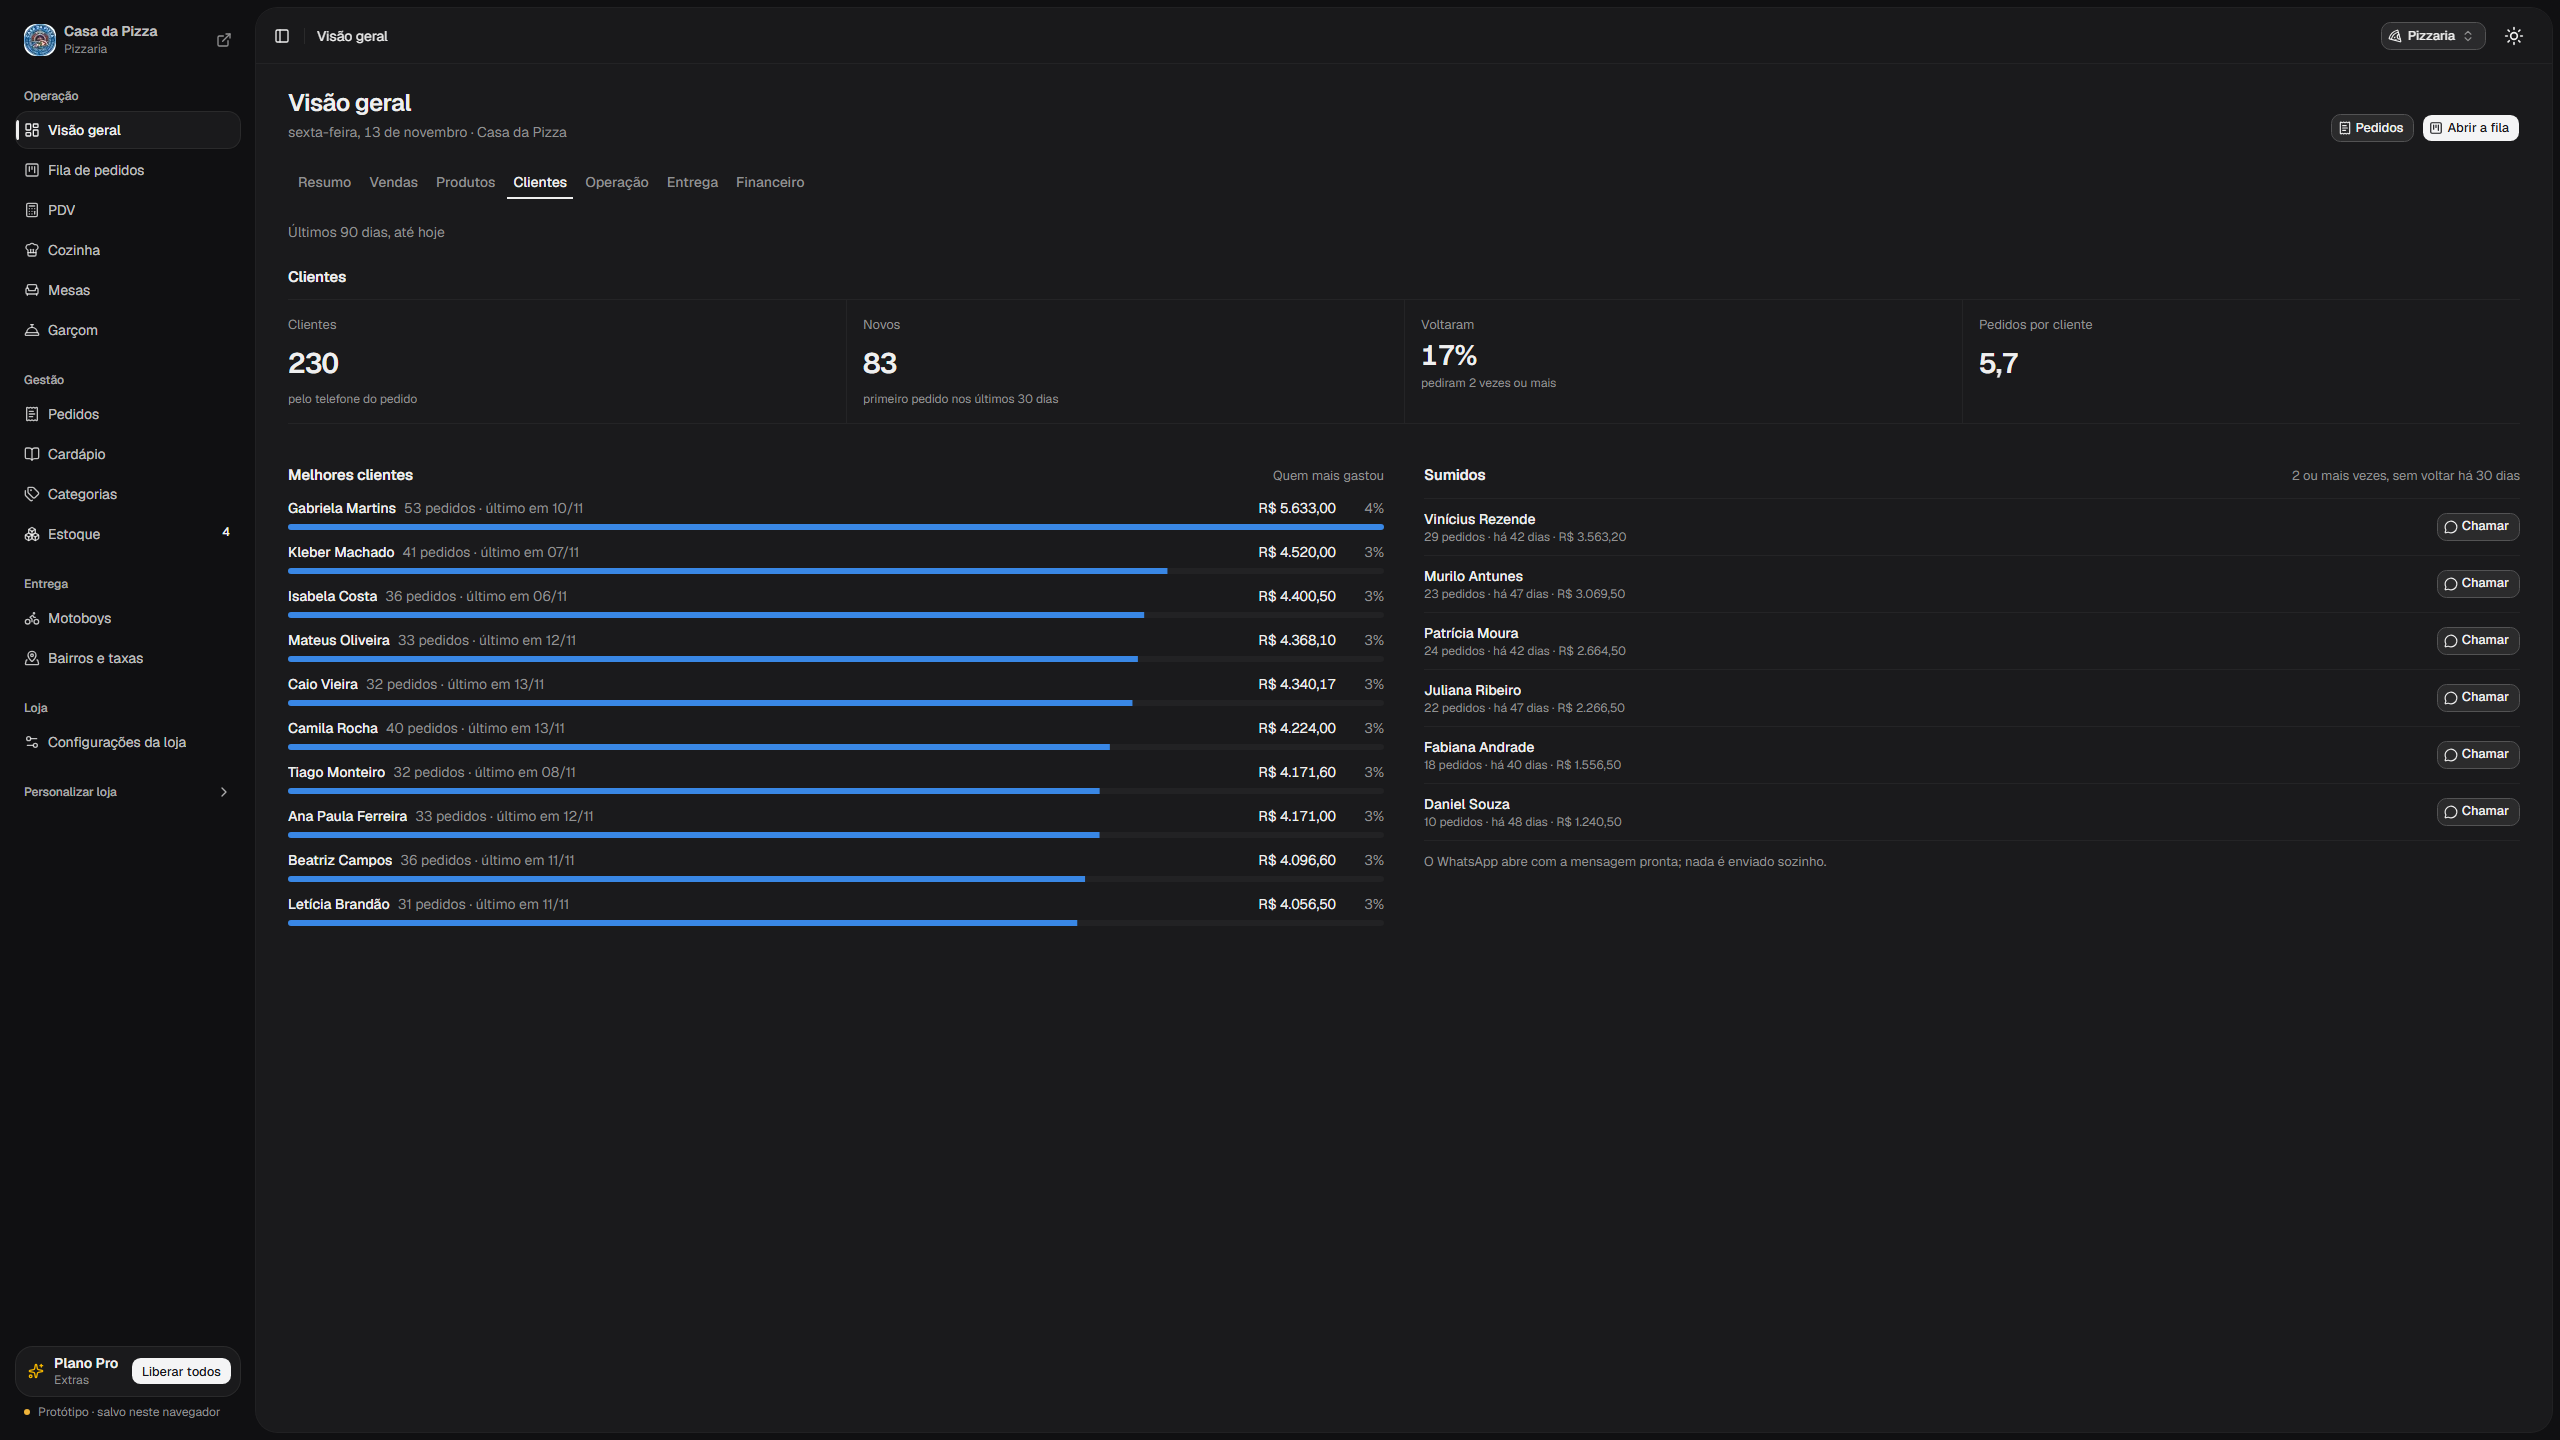 Casa da Pizza
Pizzaria
Operação
Visão geral
Fila de pedidos
PDV
Cozinha
Mesas
Garçom
Gestão
Pedidos
Cardápio
Categorias
Estoque 4
Entrega
Motoboys
Bairros e taxas
Loja
Configurações da loja
Personalizar loja
Plano Pro
Extras
Liberar todos
Protótipo · salvo neste navegador
Visão geral
Pizzaria
Visão geral
sexta-feira, 13 de novembro · Casa da Pizza
Pedidos
Abrir a fila
Resumo Vendas Produtos Clientes Operação Entrega Financeiro
Últimos 90 dias, até hoje
Clientes
Clientes
230
pelo telefone do pedido
Novos
83
primeiro pedido nos últimos 30 dias
Voltaram
17%
pediram 2 vezes ou mais
Pedidos por cliente
5,7
Melhores clientes Quem mais gastou
Gabriela Martins 53 pedidos · último em 10/11 R$ 5.633,00 4%
Kleber Machado 41 pedidos · último em 07/11 R$ 4.520,00 3%
Isabela Costa 36 pedidos · último em 06/11 R$ 4.400,50 3%
Mateus Oliveira 33 pedidos · último em 12/11 R$ 4.368,10 3%
Caio Vieira 32 pedidos · último em 13/11 R$ 4.340,17 3%
Camila Rocha 40 pedidos · último em 13/11 R$ 4.224,00 3%
Tiago Monteiro 32 pedidos · último em 08/11 R$ 4.171,60 3%
Ana Paula Ferreira 33 pedidos · último em 12/11 R$ 4.171,00 3%
Beatriz Campos 36 pedidos · último em 11/11 R$ 4.096,60 3%
Letícia Brandão 31 pedidos · último em 11/11 R$ 4.056,50 3%
Sumidos 2 ou mais vezes, sem voltar há 30 dias
Vinícius Rezende
29 pedidos · há 42 dias · R$ 3.563,20
Chamar
Murilo Antunes
23 pedidos · há 47 dias · R$ 3.069,50
Chamar
Patrícia Moura
24 pedidos · há 42 dias · R$ 2.664,50
Chamar
Juliana Ribeiro
22 pedidos · há 47 dias · R$ 2.266,50
Chamar
Fabiana Andrade
18 pedidos · há 40 dias · R$ 1.556,50
Chamar
Daniel Souza
10 pedidos · há 48 dias · R$ 1.240,50
Chamar
O WhatsApp abre com a mensagem pronta; nada é enviado sozinho.